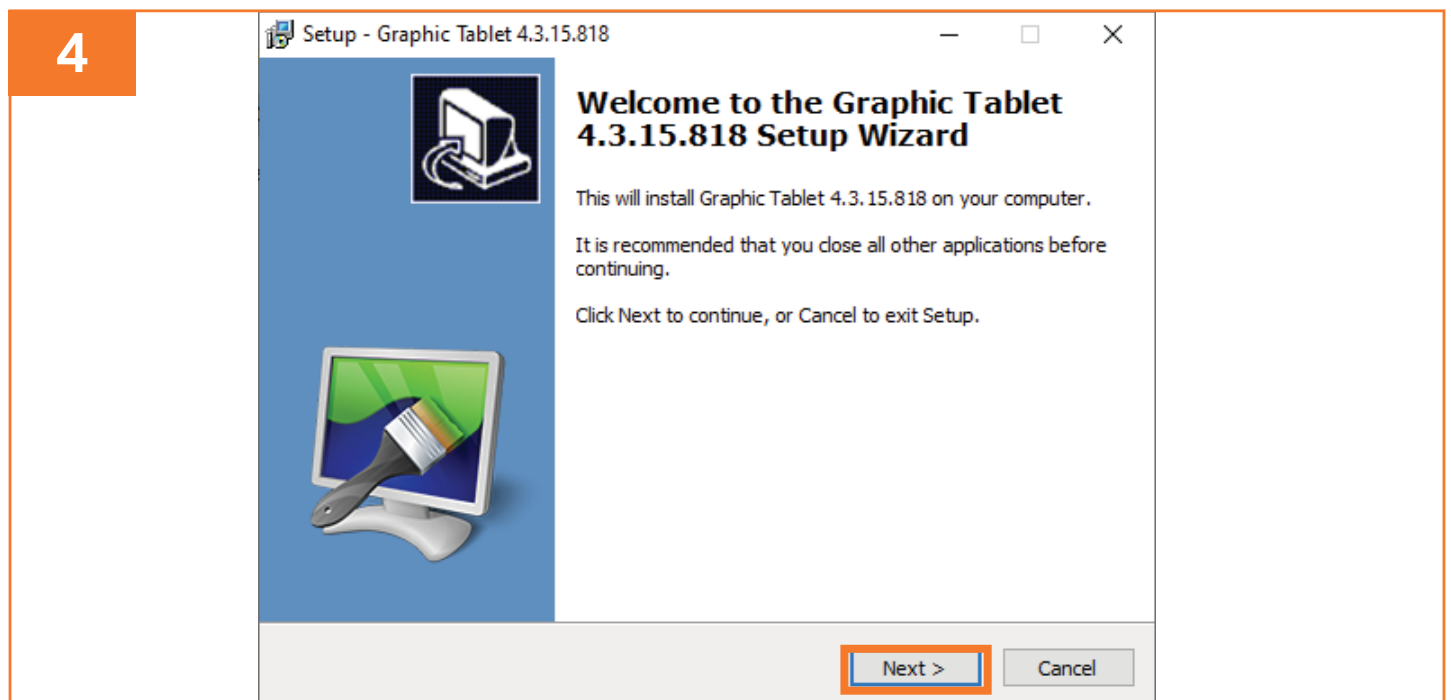 4
Setup - Graphic Tablet 4.3.15.818
Welcome to the Graphic Tablet
4.3.15.818 Setup Wizard
This will install Graphic Tablet 4.3.15.818 on your computer.
It is recommended that you close all other applications before
continuing.
Click Next to continue, or Cancel to exit Setup.
Next >
Cancel